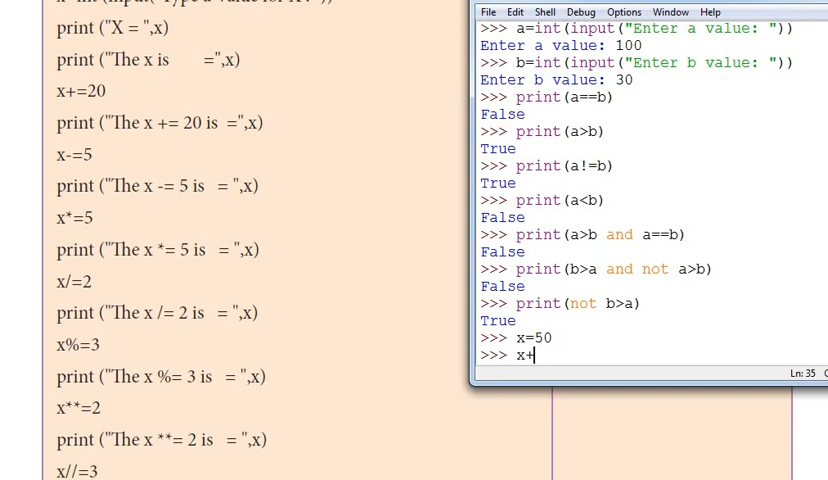 print ("X = ",x)
print ("The x is =",x)
x+=20
print ("The x += 20 is =",x)
x-=5
print ("The x -= 5 is = ",x)
x*=5
print ("The x *= 5 is = ",x)
x/=2
print ("The x /= 2 is = ",x)
x%=3
print ("The x %= 3 is = ",x)
x**=2
print ("The x **= 2 is = ",x)
x//=3
File Edit Shell Debug Options Window Help
>>> a=int(input("Enter a value: "))
Enter a value: 100
>>> b=int(input("Enter b value: "))
Enter b value: 30
>>> print(a==b)
False
>>> print(a>b)
True
>>> print(a!=b)
True
>>> print(a<b)
False
>>> print(a>b and a==b)
False
>>> print(b>a and not a>b)
False
>>> print(not b>a)
True
>>> x=50
>>> x+
Ln: 35